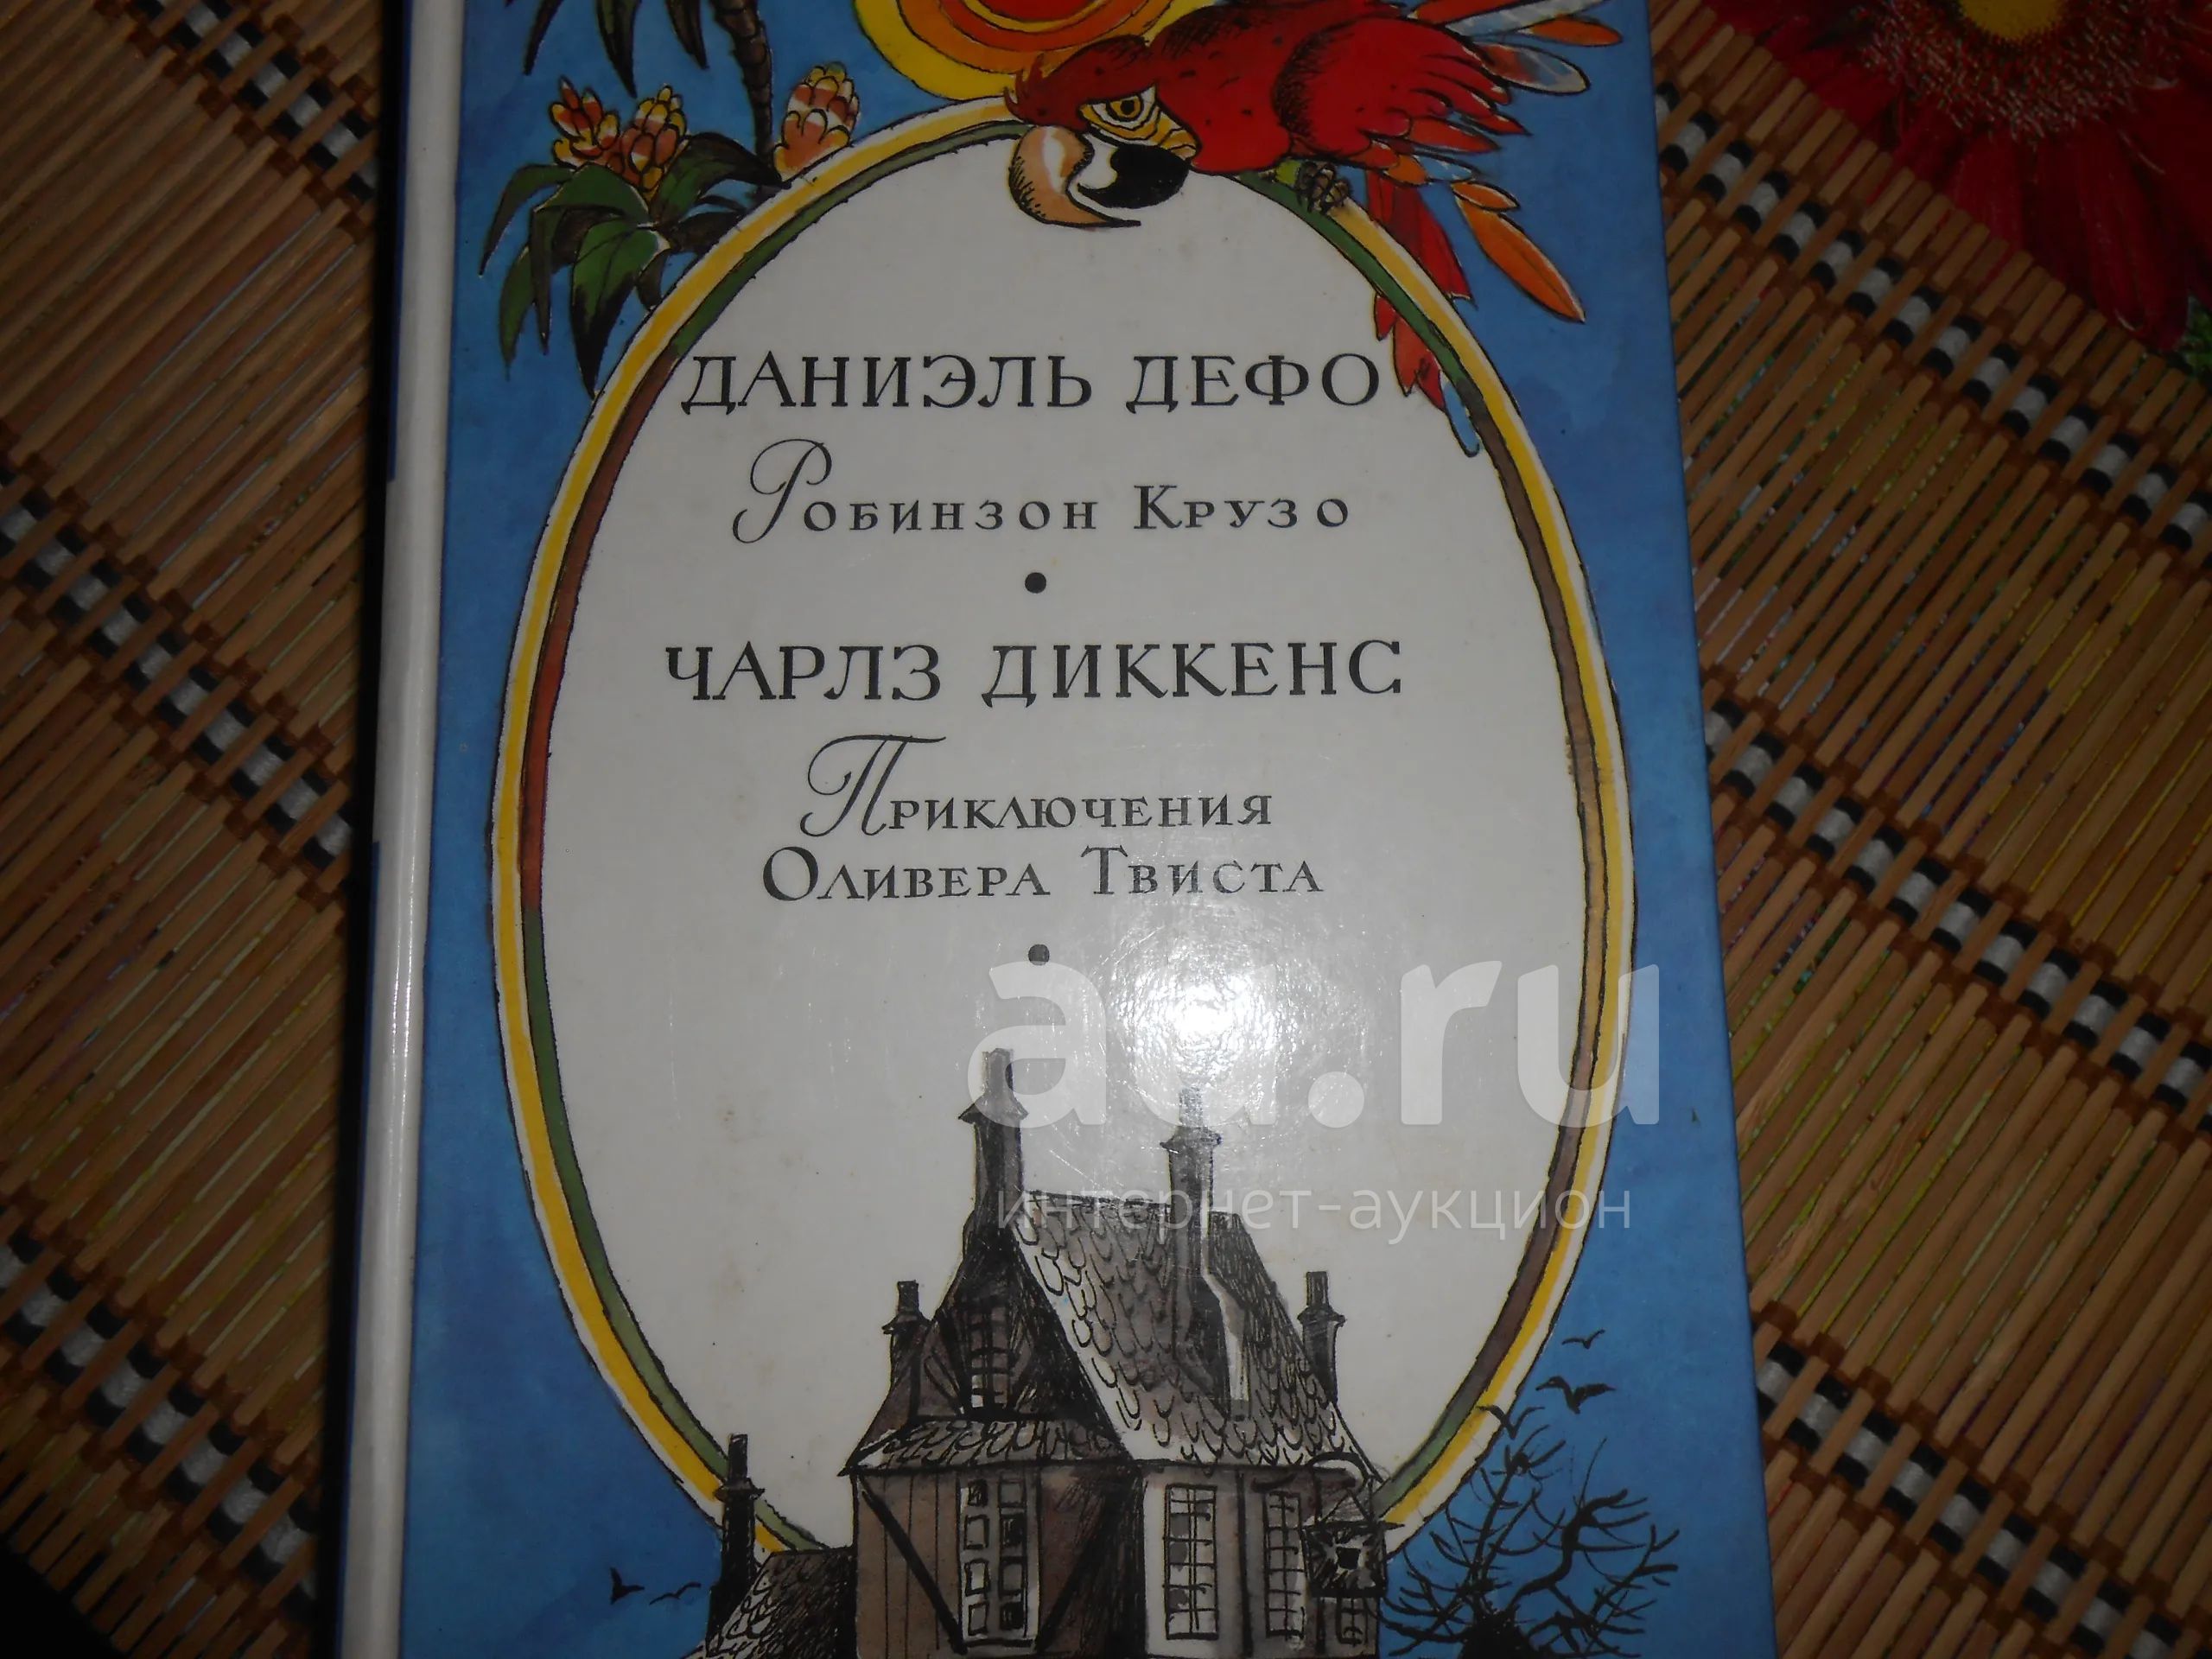 ДАНИЭЛЬ ДЕФО
Робинзон Крузо
•
ЧАРЛЗ ДИККЕНС
Приключения
Оливера Твиста
•
au.ru
интернет-аукцион